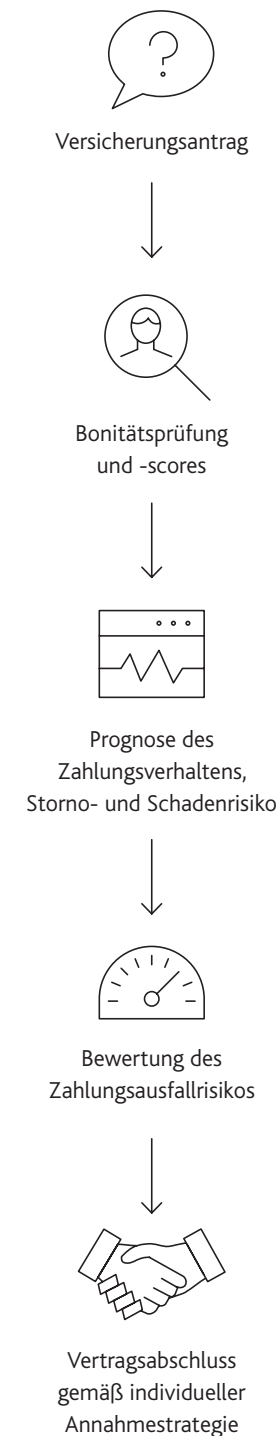 ?
Versicherungsantrag
Bonitätsprüfung
und -scores
Prognose des
Zahlungsverhaltens,
Storno- und Schadenrisiko
Bewertung des
Zahlungsausfallrisikos
Vertragsabschluss
gemäß individueller
Annahmestrategie